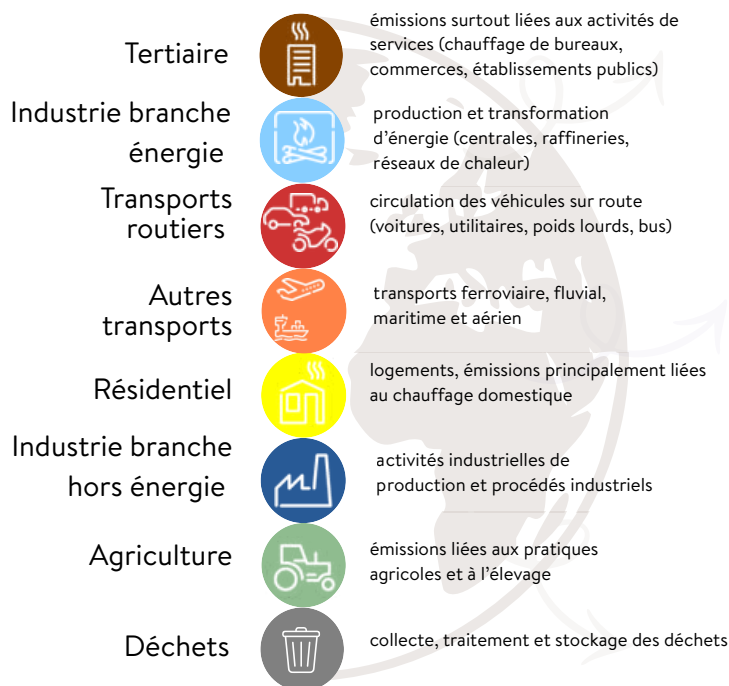 Tertiaire
émissions surtout liées aux activités de
services (chauffage de bureaux,
commerces, établissements publics)
Industrie branche
énergie
production et transformation
d'énergie (centrales, raffineries,
réseaux de chaleur)
Transports
routiers
circulation des véhicules sur route
(voitures, utilitaires, poids lourds, bus)
Autres
transports
transports ferroviaire, fluvial,
maritime et aérien
Résidentiel
logements, émissions principalement liées
au chauffage domestique
Industrie branche
hors énergie
activités industrielles de
production et procédés industriels
Agriculture
émissions liées aux pratiques
agricoles et à l'élevage
Déchets
collecte, traitement et stockage des déchets